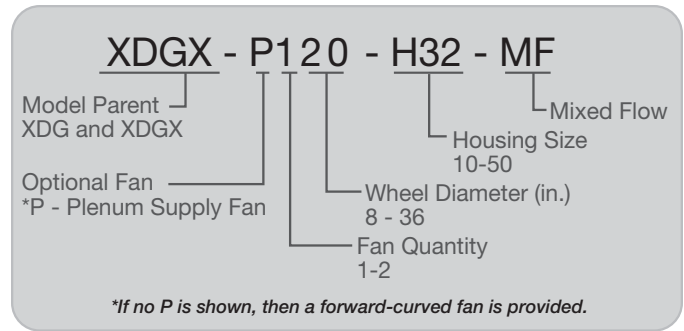 XDGX - P120 - H32 - MF
Model Parent
XDG and XDGX
Mixed Flow
Housing Size
10-50
Optional Fan
*P - Plenum Supply Fan
Wheel Diameter (in.)
8 - 36
Fan Quantity
1-2
*If no P is shown, then a forward-curved fan is provided.